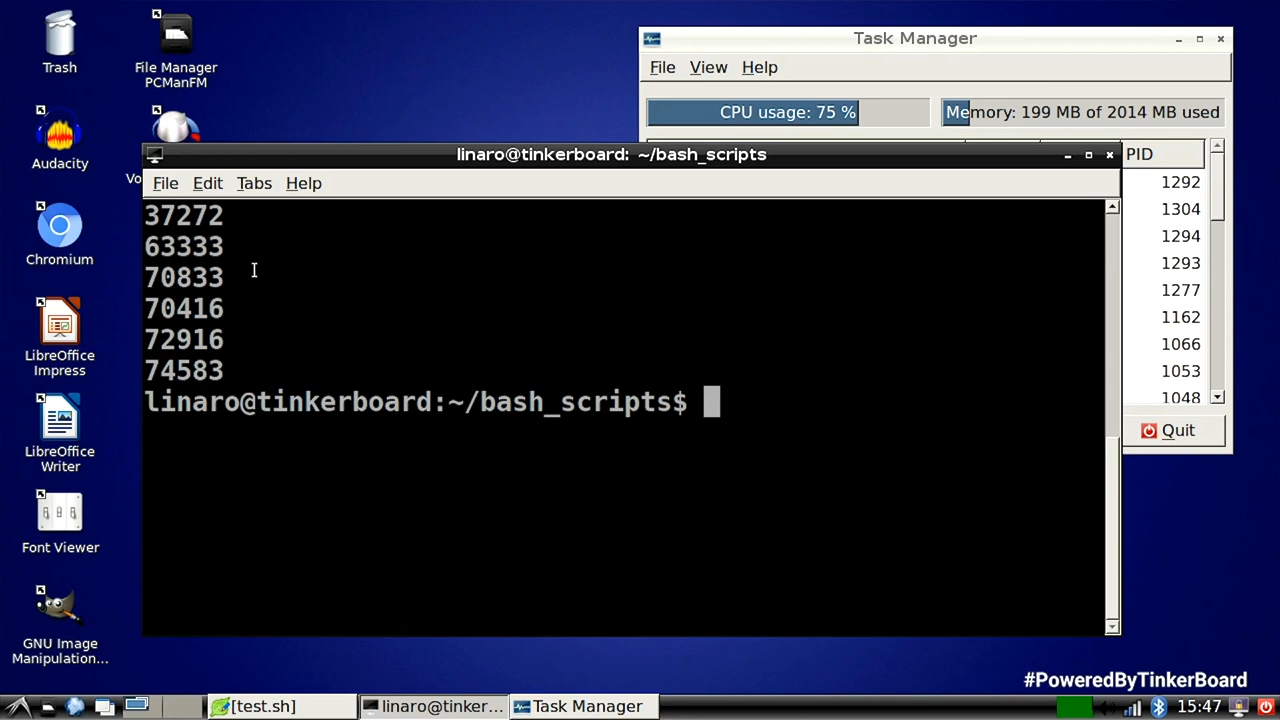 Trash
File Manager
PCManFM
Audacity
Vo
Chromium
LibreOffice
Impress
LibreOffice
Writer
Font Viewer
GNU Image
Manipulation...
Task Manager
File View Help
CPU usage: 75 %
Memory: 199 MB of 2014 MB used
PID
1292
1304
1294
1293
1277
1162
1066
1053
1048
Quit
linaro@tinkerboard: ~/bash_scripts
File Edit Tabs Help
37272
63333
70833
70416
72916
74583
linaro@tinkerboard:~/bash_scripts$
#PoweredByTinkerBoard
[test.sh]
linaro@tinker...
Task Manager
15:47